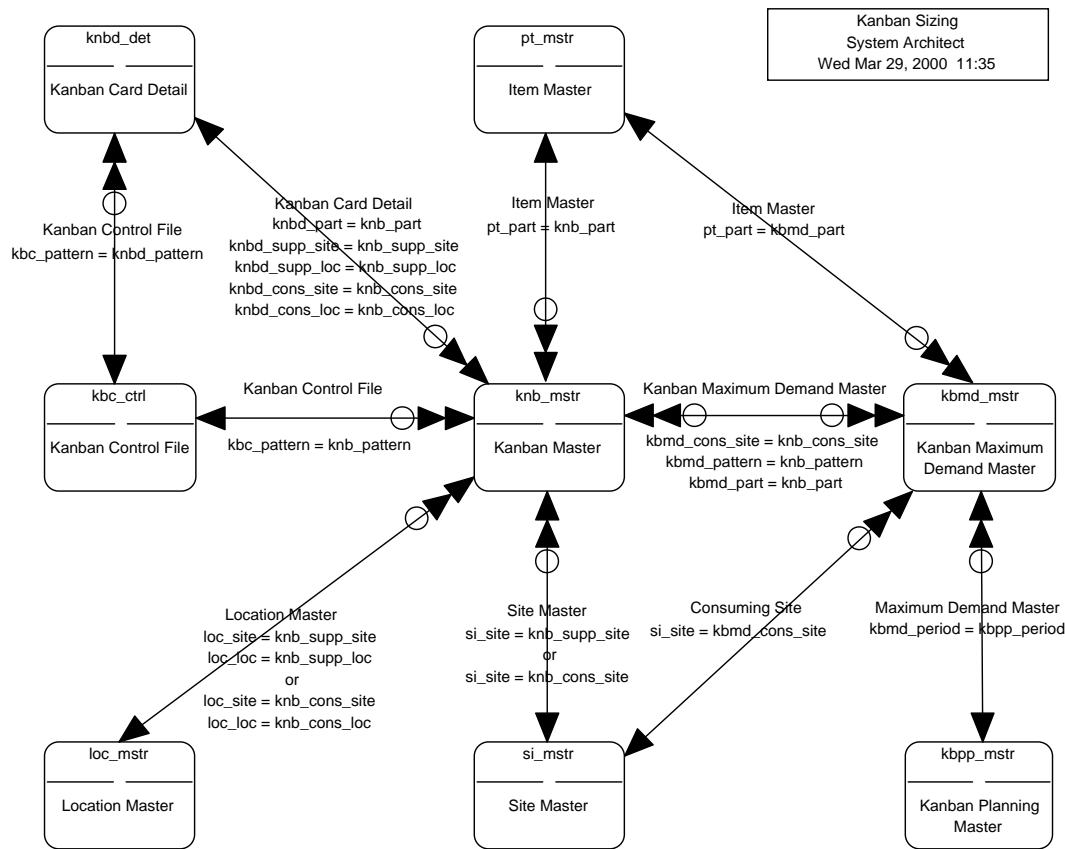 knbd_det
Kanban Card Detail
pt_mstr
Item Master
Kanban Sizing
System Architect
Wed Mar 29, 2000  11:35
Kanban Control File
kbc_pattern = knbd_pattern
Kanban Card Detail
knbd_part = knb_part
knbd_supp_site = knb_supp_site
knbd_supp_loc = knb_supp_loc
knbd_cons_site = knb_cons_site
knbd_cons_loc = knb_cons_loc
Item Master
pt_part = knb_part
Item Master
pt_part = kbmd_part
kbc_ctrl
Kanban Control File
Kanban Control File
kbc_pattern = knb_pattern
knb_mstr
Kanban Master
Kanban Maximum Demand Master
kbmd_cons_site = knb_cons_site
kbmd_pattern = knb_pattern
kbmd_part = knb_part
kbmd_mstr
Kanban Maximum
Demand Master
Location Master
loc_site = knb_supp_site
loc_loc = knb_supp_loc
or
loc_site = knb_cons_site
loc_loc = knb_cons_loc
Site Master
si_site = knb_supp_site
or
si_site = knb_cons_site
Consuming Site
si_site = kbmd_cons_site
Maximum Demand Master
kbmd_period = kbpp_period
loc_mstr
Location Master
si_mstr
Site Master
kbpp_mstr
Kanban Planning
Master